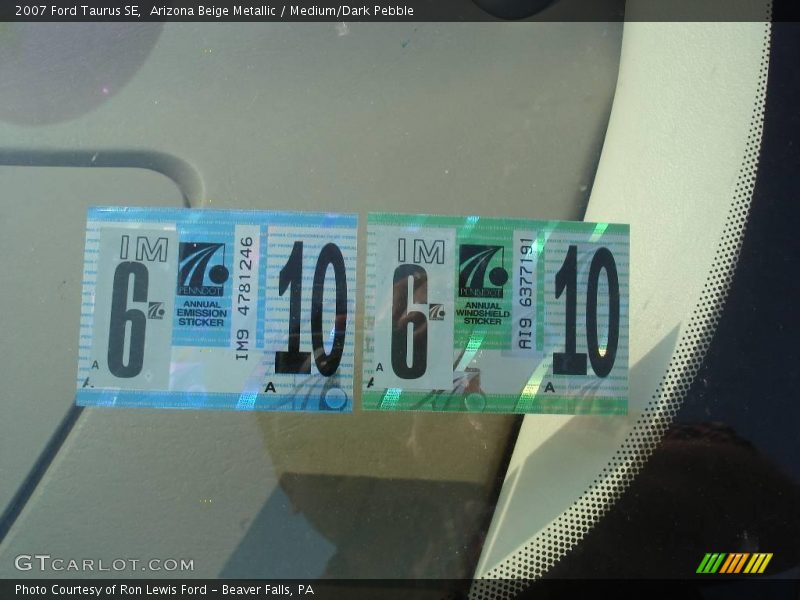 2007 Ford Taurus SE,  Arizona Beige Metallic / Medium/Dark Pebble
IM
6
PENNDOT
ANNUAL
EMISSION
STICKER
IM9 4781246
10
A
A
A
IM
6
PENNDOT
ANNUAL
WINDSHIELD
STICKER
AI9 6377191
10
A
A
A
GTCARLOT.COM
Photo Courtesy of Ron Lewis Ford - Beaver Falls, PA